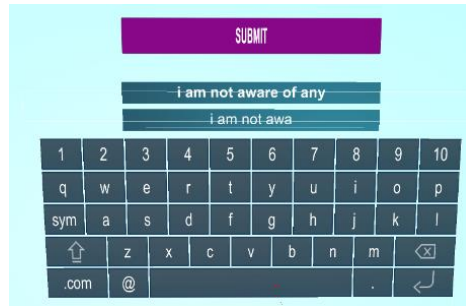 SUBMIT
i am not aware of any
i am not awa
1 2 3 4 5 6 7 8 9 10
q w e r t y u i o p
sym a s d f g h j k l
z x c v b n m
.com @ .